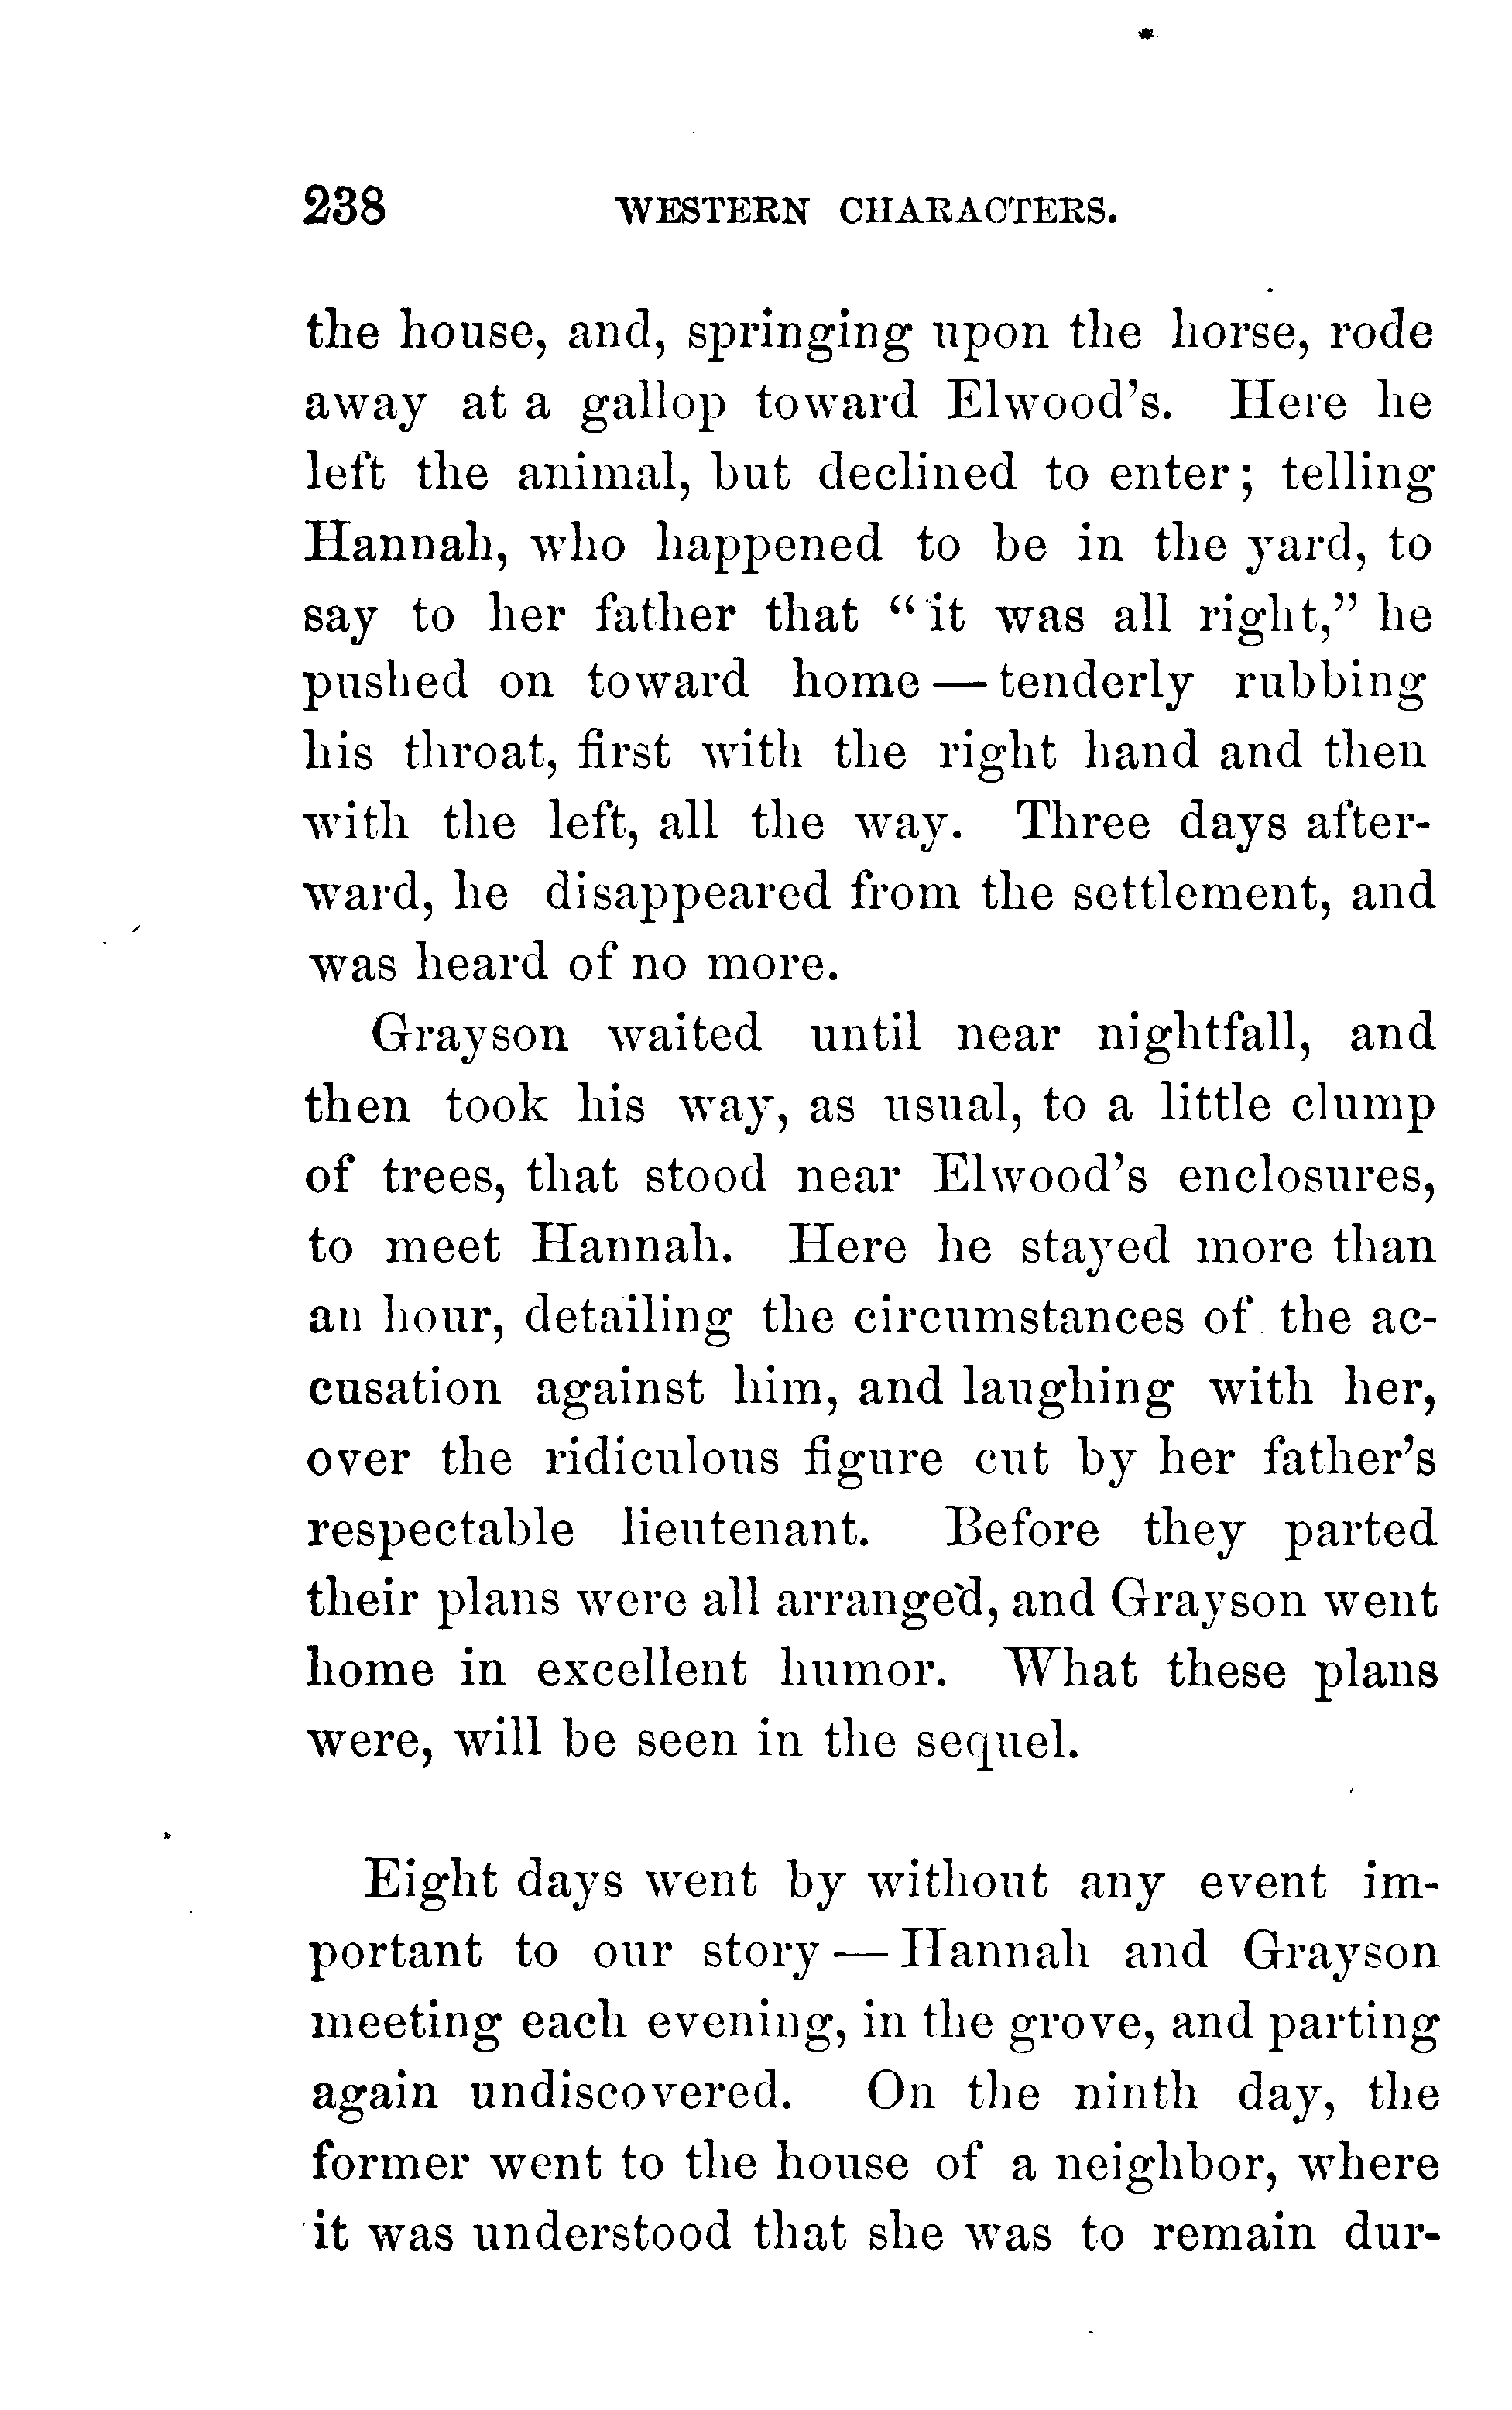 238 WESTERN CHARACTERS.
the house, and, springing upon the horse, rode
away at a gallop toward Elwood's. Here he
left the animal, but declined to enter; telling
Hannah, who happened to be in the yard, to
say to her father that “it was all right,” he
pushed on toward home — tenderly rubbing
his throat, first with the right hand and then
with the left, all the way. Three days after-
ward, he disappeared from the settlement, and
was heard of no more.
Grayson waited until near nightfall, and
then took his way, as usual, to a little clump
of trees, that stood near Elwood's enclosures,
to meet Hannah. Here he stayed more than
an hour, detailing the circumstances of the ac-
cusation against him, and laughing with her,
over the ridiculous figure cut by her father's
respectable lieutenant. Before they parted
their plans were all arranged, and Grayson went
home in excellent humor. What these plans
were, will be seen in the sequel.
Eight days went by without any event im-
portant to our story — Hannah and Grayson
meeting each evening, in the grove, and parting
again undiscovered. On the ninth day, the
former went to the house of a neighbor, where
it was understood that she was to remain dur-